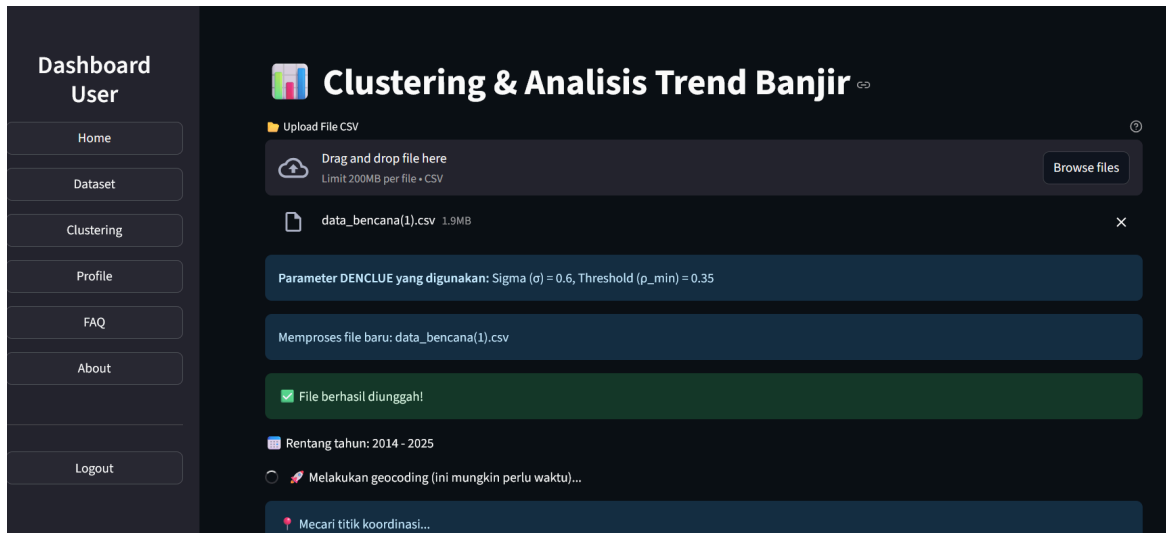 Dashboard
User
Home
Dataset
Clustering
Profile
FAQ
About
Logout
Clustering & Analisis Trend Banjir
Upload File CSV
Drag and drop file here
Limit 200MB per file • CSV
Browse files
data_bencana(1).csv 1.9MB
Parameter DENCLUE yang digunakan: Sigma (σ) = 0.6, Threshold (ρ_min) = 0.35
Memproses file baru: data_bencana(1).csv
File berhasil diunggah!
Rentang tahun: 2014 - 2025
Melakukan geocoding (ini mungkin perlu waktu)...
Mecari titik koordinasi...